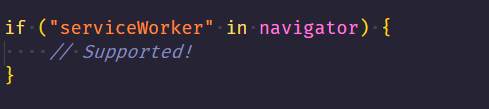 if ("serviceWorker" in navigator) {
    // Supported!
}